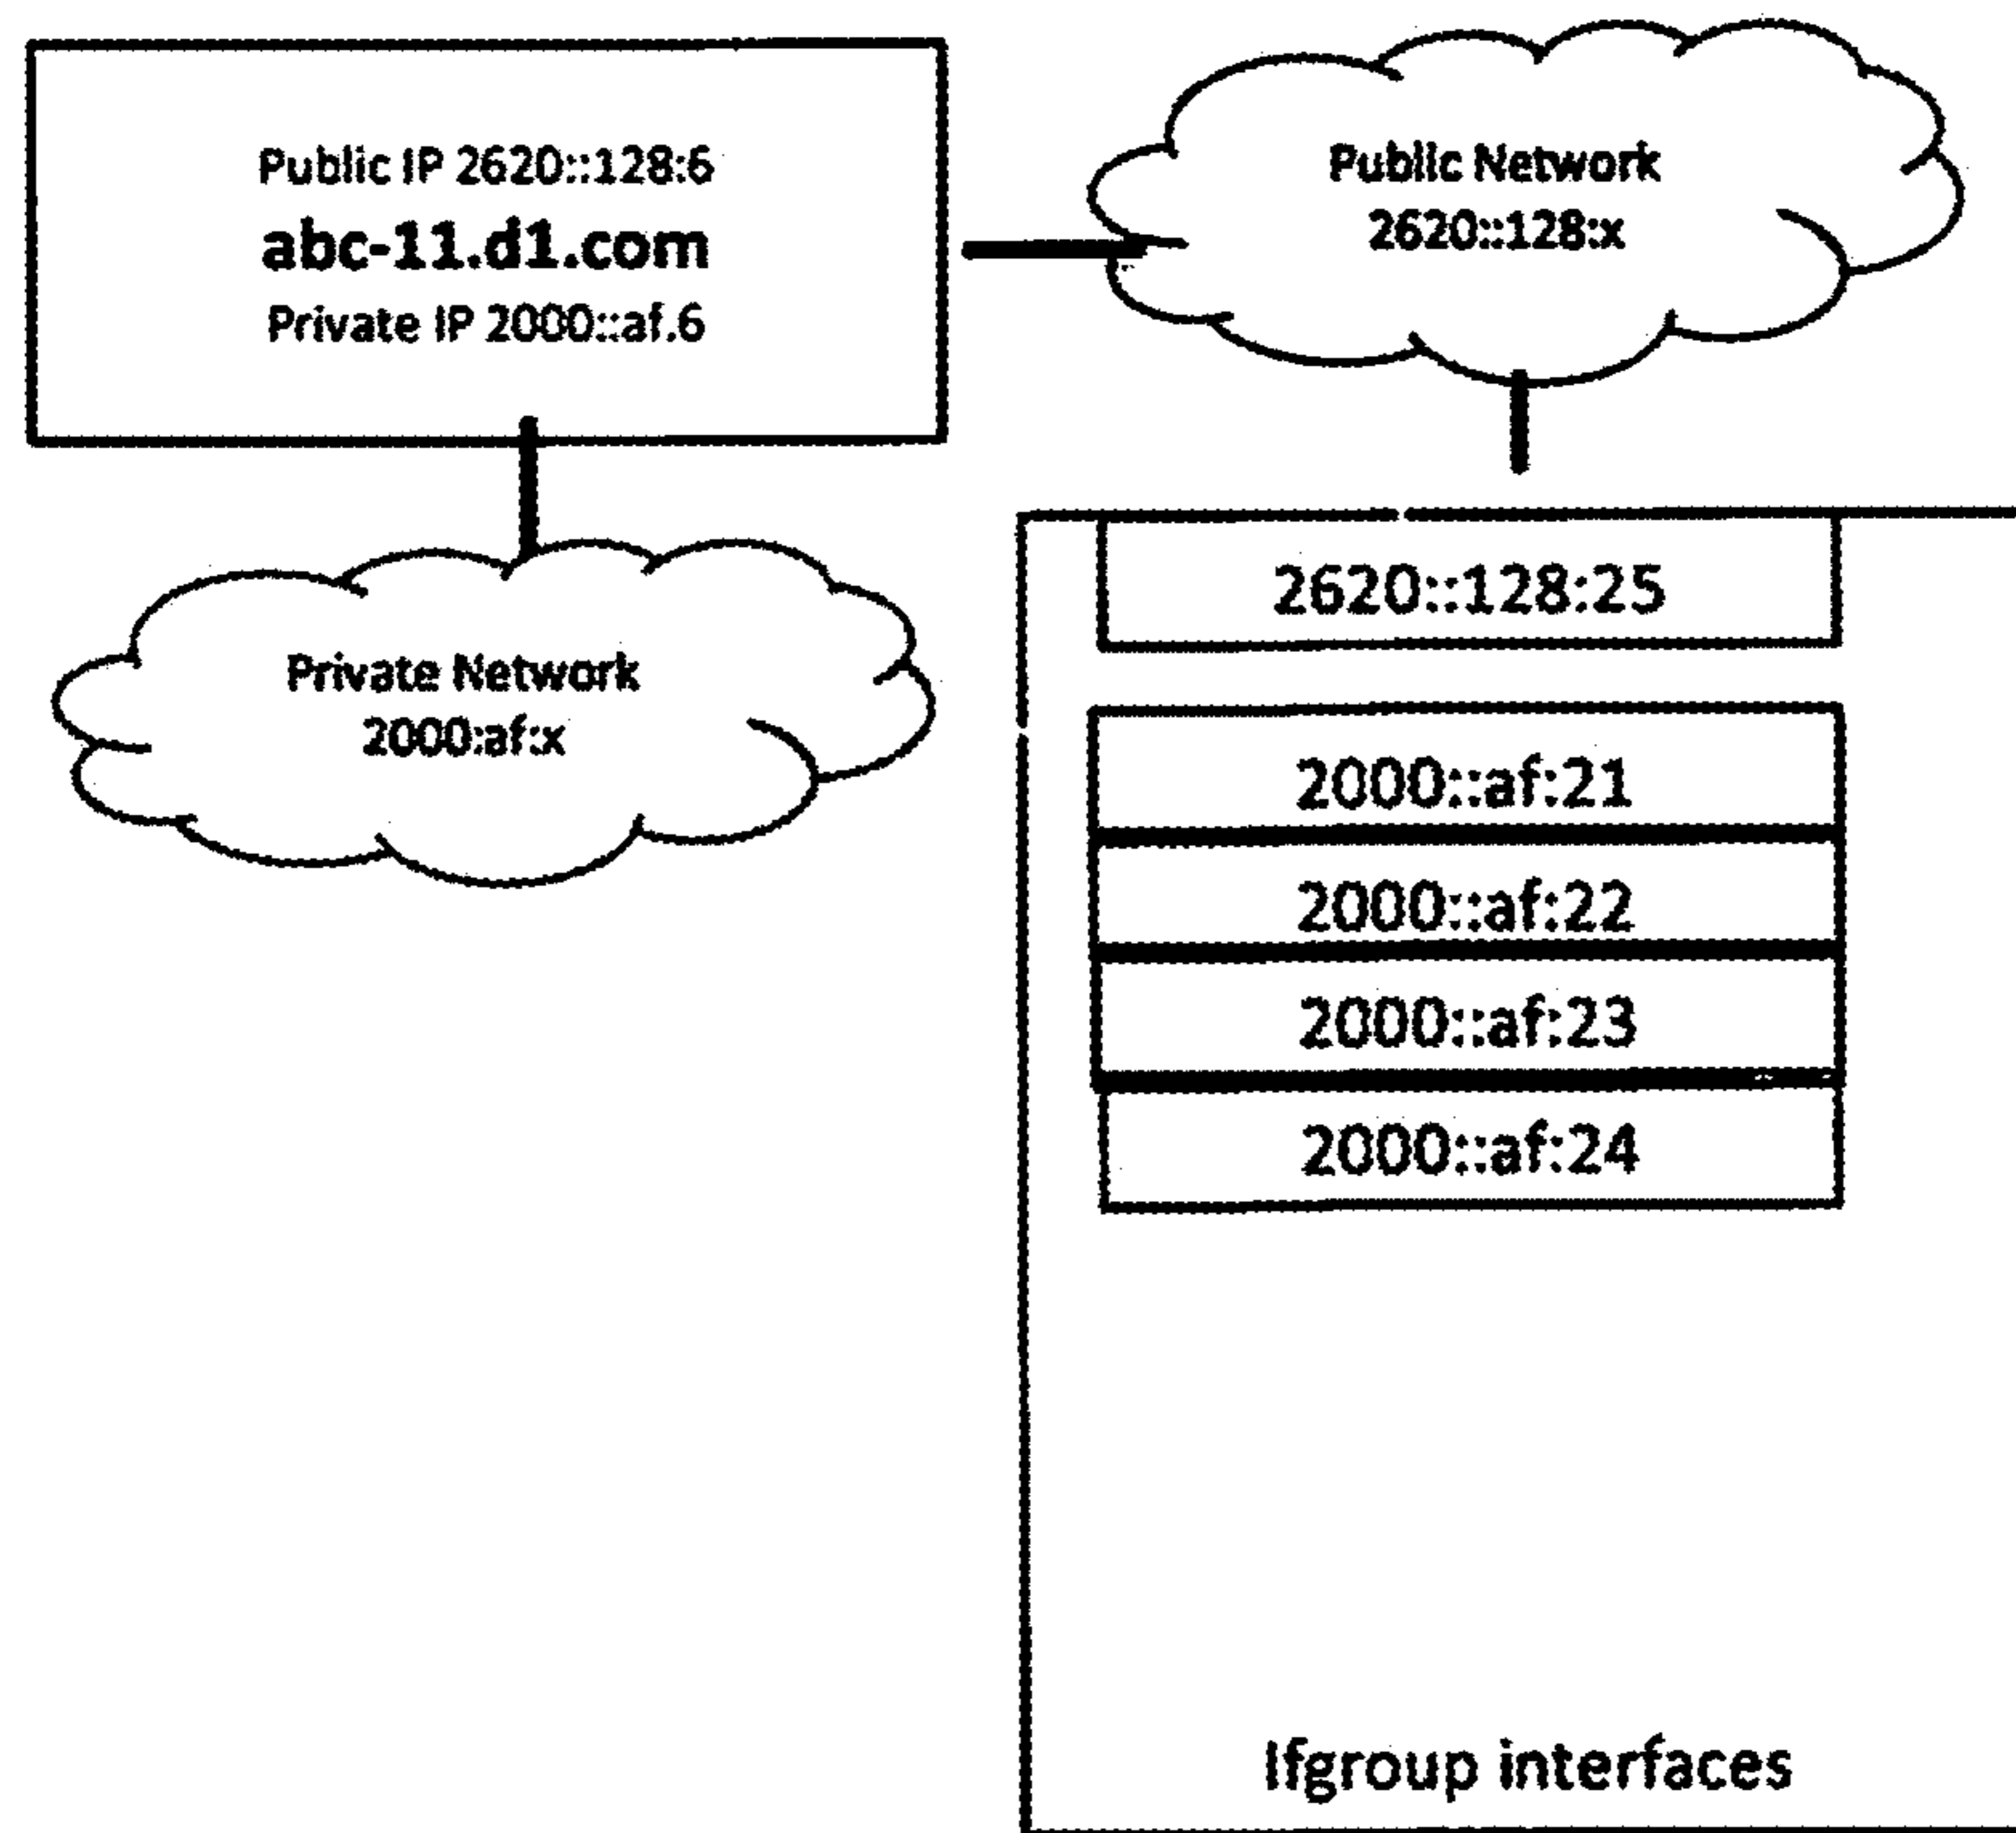 Public IP 2620::128:6
abc-11.d1.com
Private IP 2000::af.6
Public Network
2620::128:x
Private Network
2000:af:x
2620::128:25
2000::af:21
2000::af:22
2000::af:23
2000::af:24
Ifgroup interfaces